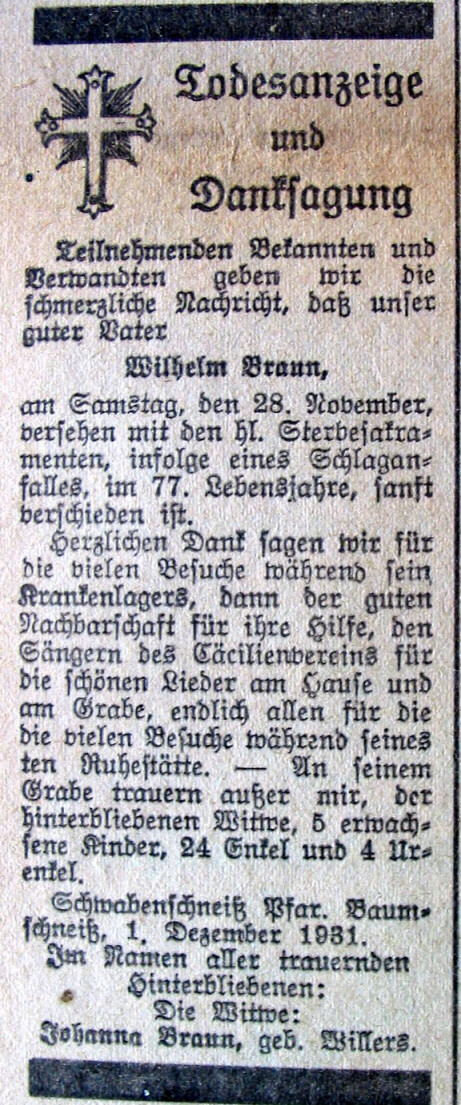 Todesanzeige
und
Danksagung
Teilnehmenden Bekannten und
Verwandten geben wir die
schmerzliche Nachricht, daß unser
guter Vater
Wilhelm Braun,
am Samstag, den 28. November,
versehen mit den hl. Sterbesakra-
menten, infolge eines Schlagan-
falles, im 77. Lebensjahre, sanft
verschieden ist.
Herzlichen Dank sagen wir für
die vielen Besuche während sein
Krankenlagers, dann der guten
Nachbarschaft für ihre Hilfe, den
Sängern des Cäcilienvereins für
die schönen Lieder am Hause und
am Grabe, endlich allen für die
die vielen Besuche während seines
ten Ruhestätte. — An seinem
Grabe trauern außer mir, der
hinterbliebenen Witwe, 5 erwach-
sene Kinder, 24 Enkel und 4 Ur-
enkel.
Schwabenschneiß Pfar. Baum-
schneiß, 1. Dezember 1931.
Im Namen aller trauernden
Hinterbliebenen:
Die Witwe:
Johanna Braun, geb. Willers.